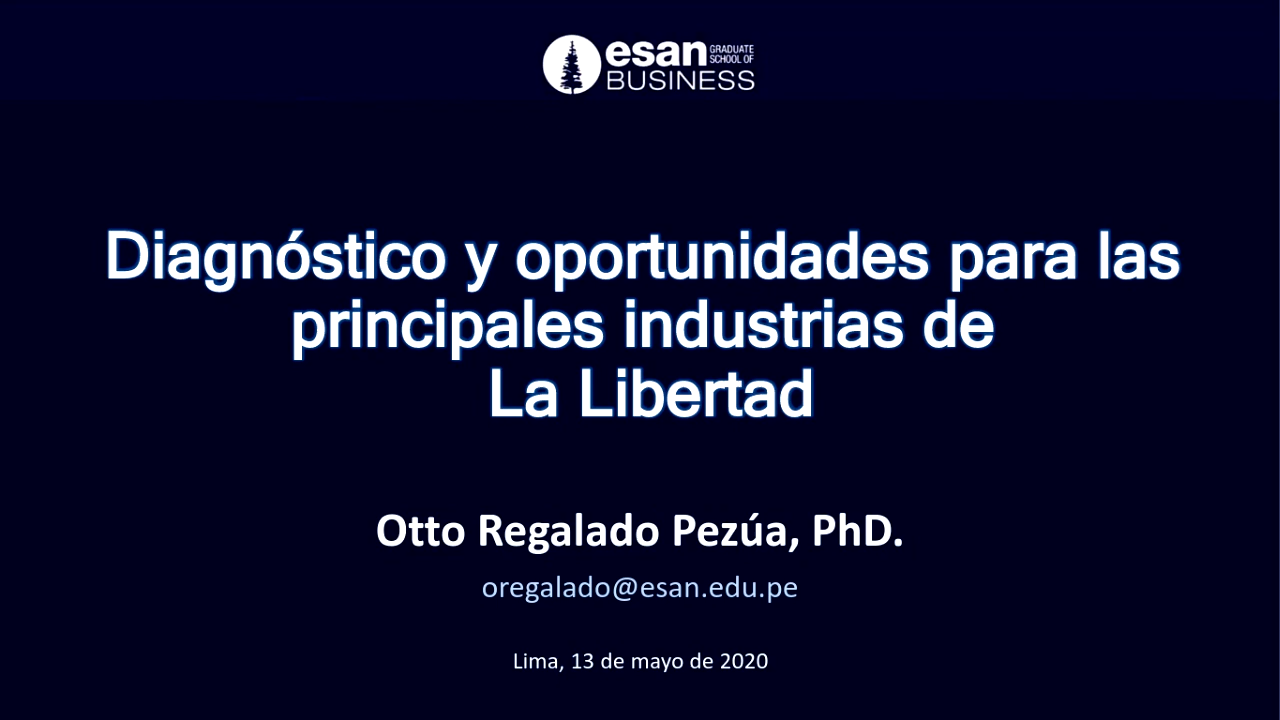 esan GRADUATE SCHOOL OF
BUSINESS
Diagnóstico y oportunidades para las
principales industrias de
La Libertad
Otto Regalado Pezúa, PhD.
oregalado@esan.edu.pe
Lima, 13 de mayo de 2020